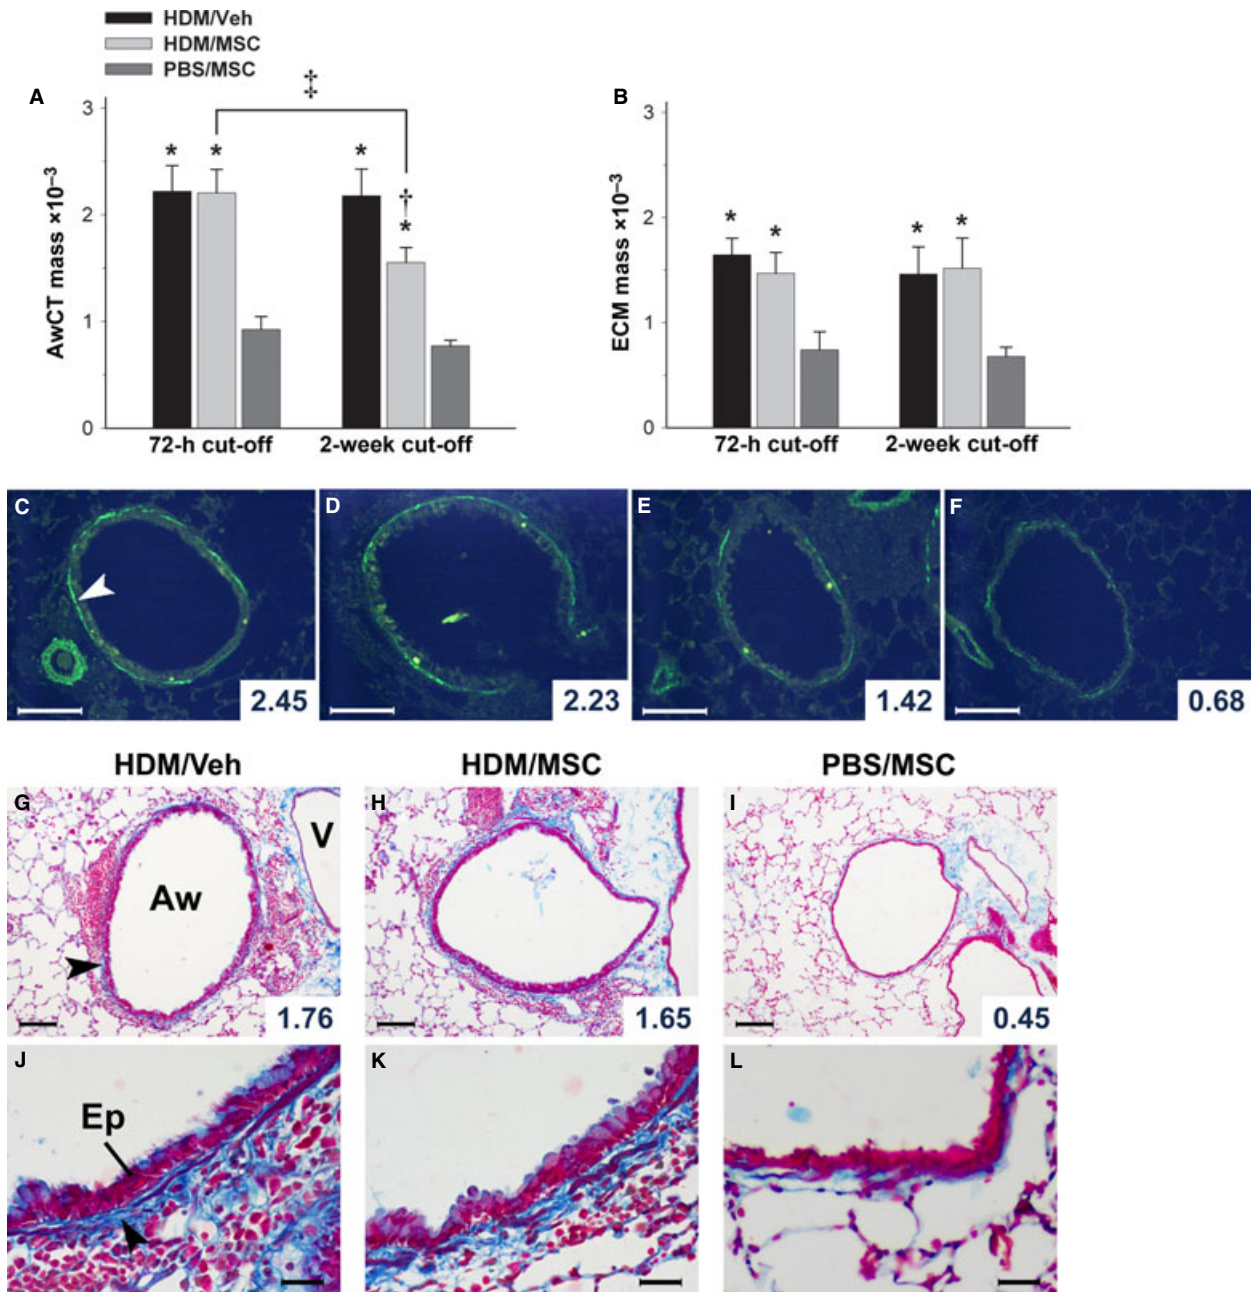 HDM/Veh
HDM/MSC
PBS/MSC
A
AwCT mass ×10⁻³
3
2
1
0
* * * † * ‡
72-h cut-off 2-week cut-off
B
ECM mass ×10⁻³
3
2
1
0
* * * *
72-h cut-off 2-week cut-off
C D E F
2.45 2.23 1.42 0.68
HDM/Veh HDM/MSC PBS/MSC
G H I
V
Aw
1.76 1.65 0.45
J K L
Ep